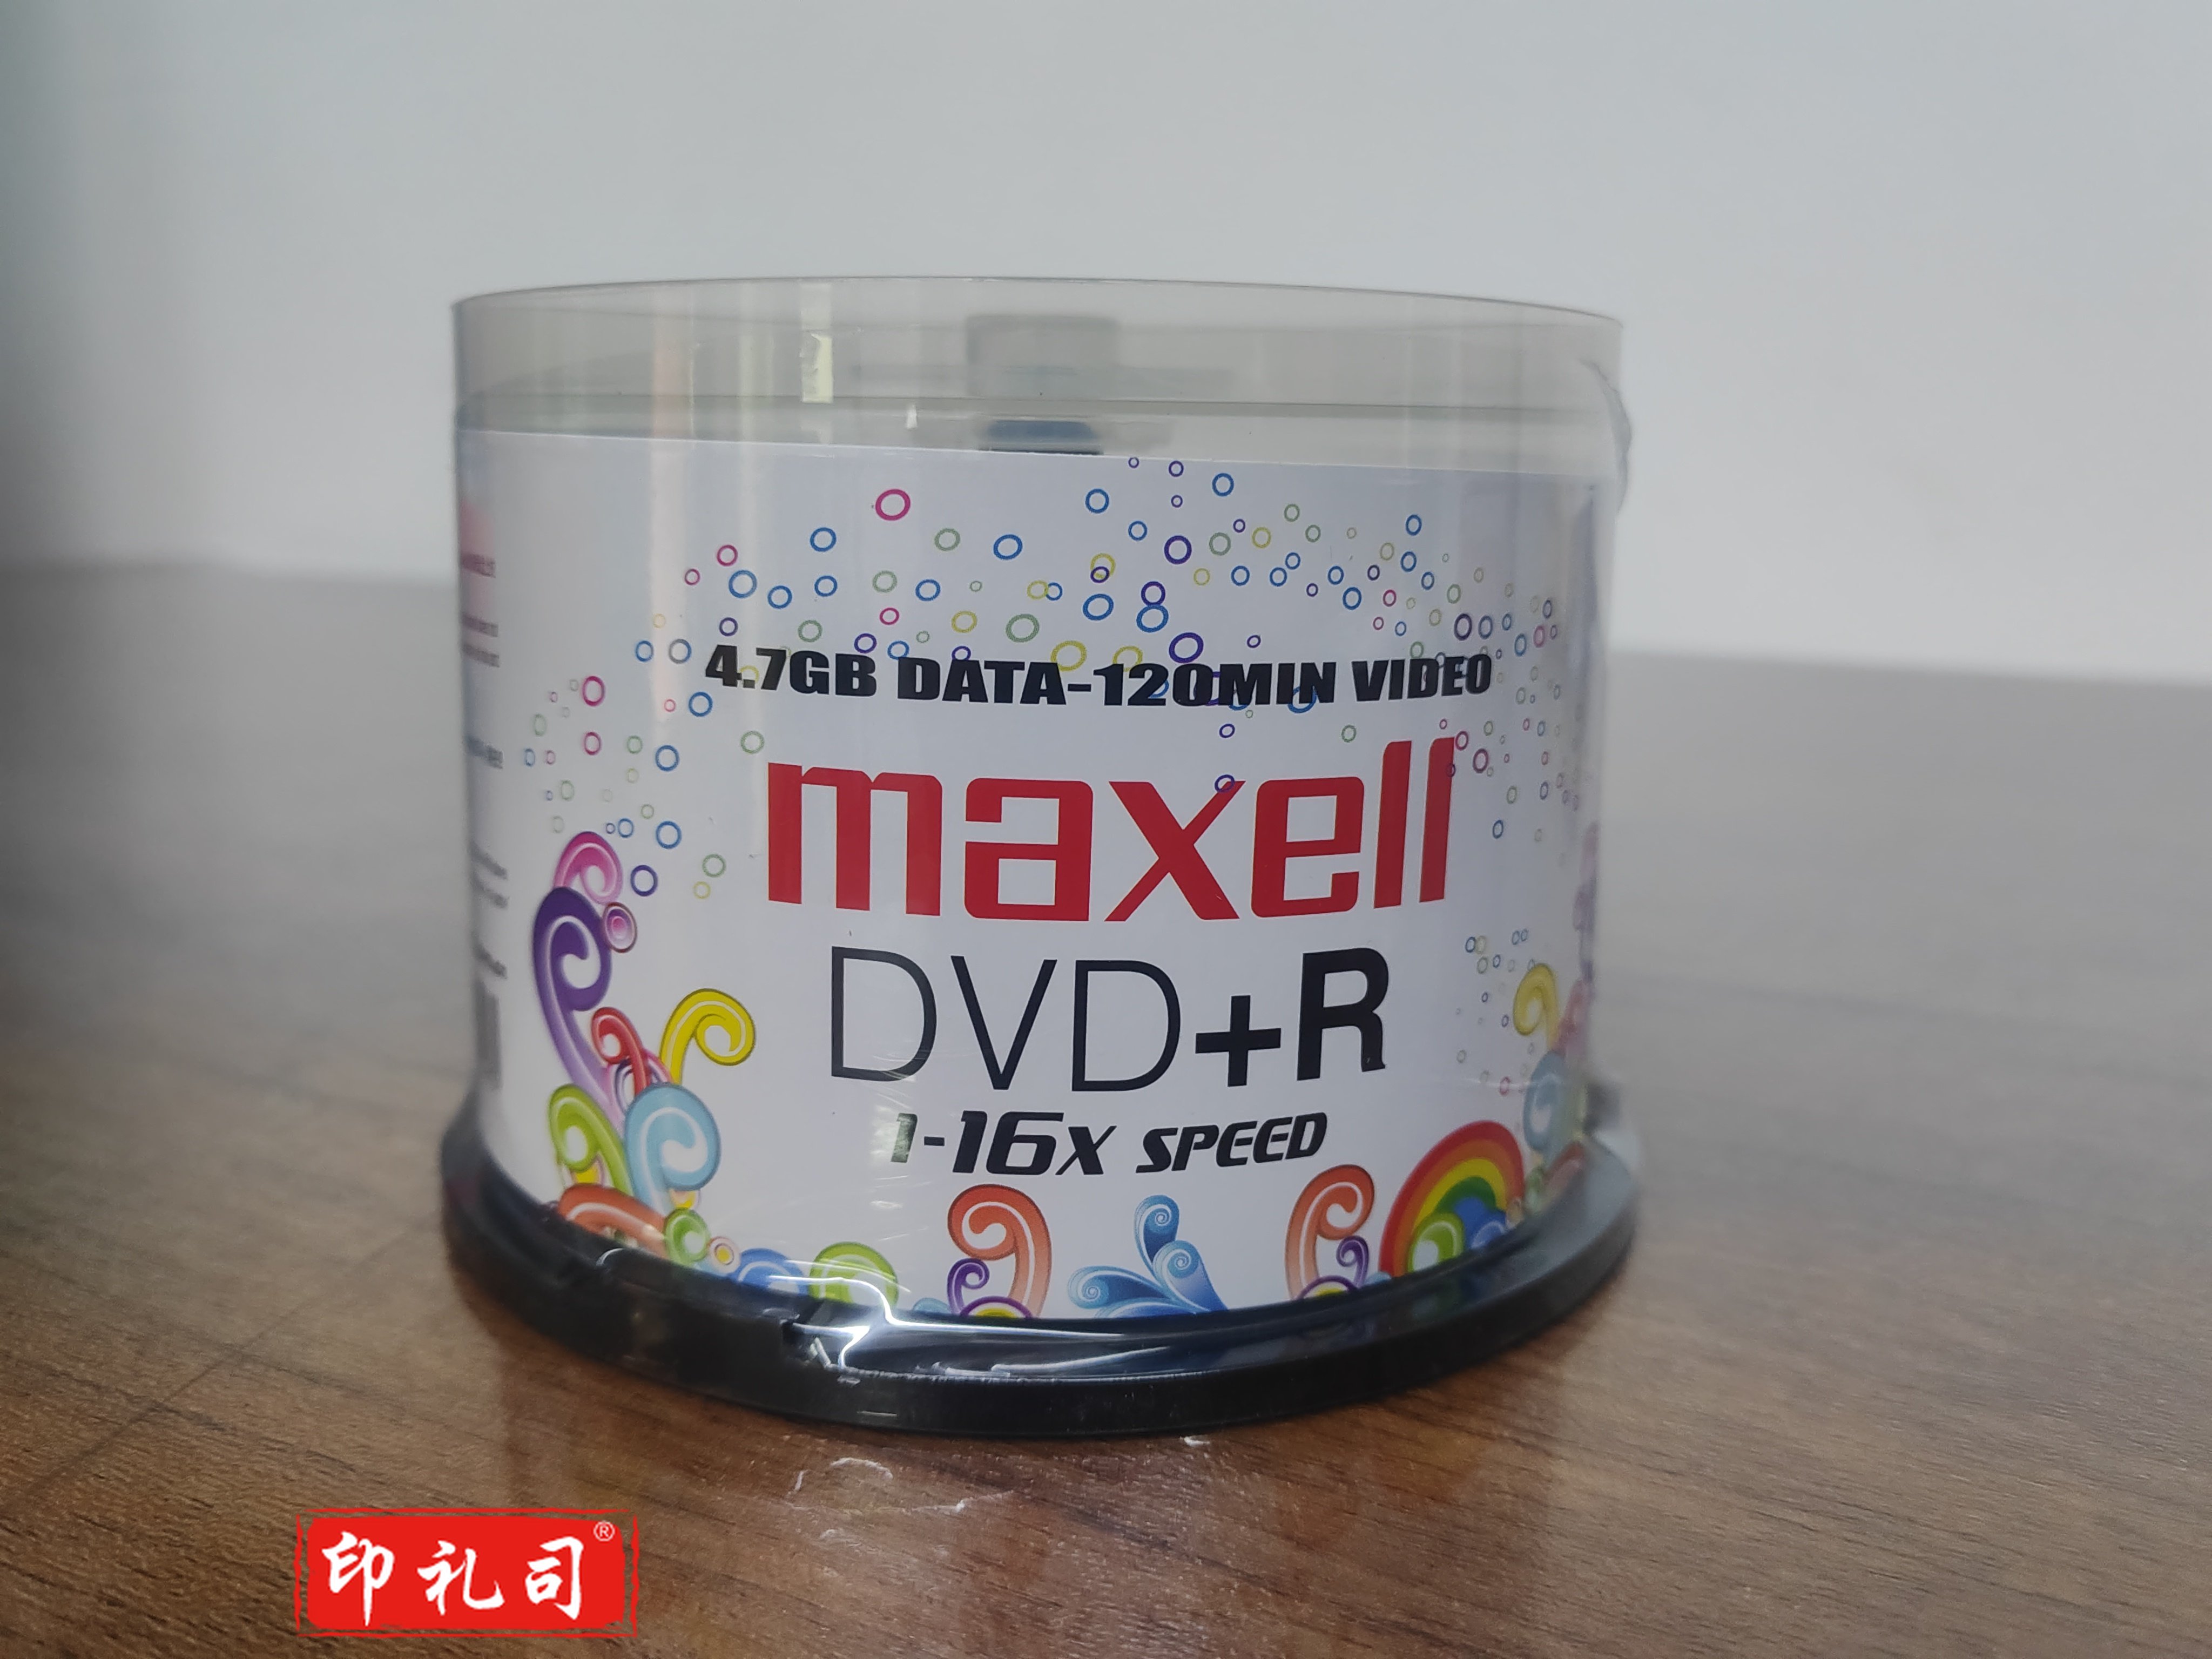 4.7GB DATA-120MIN VIDEO
maxell
DVD+R
1-16X SPEED
印礼司®